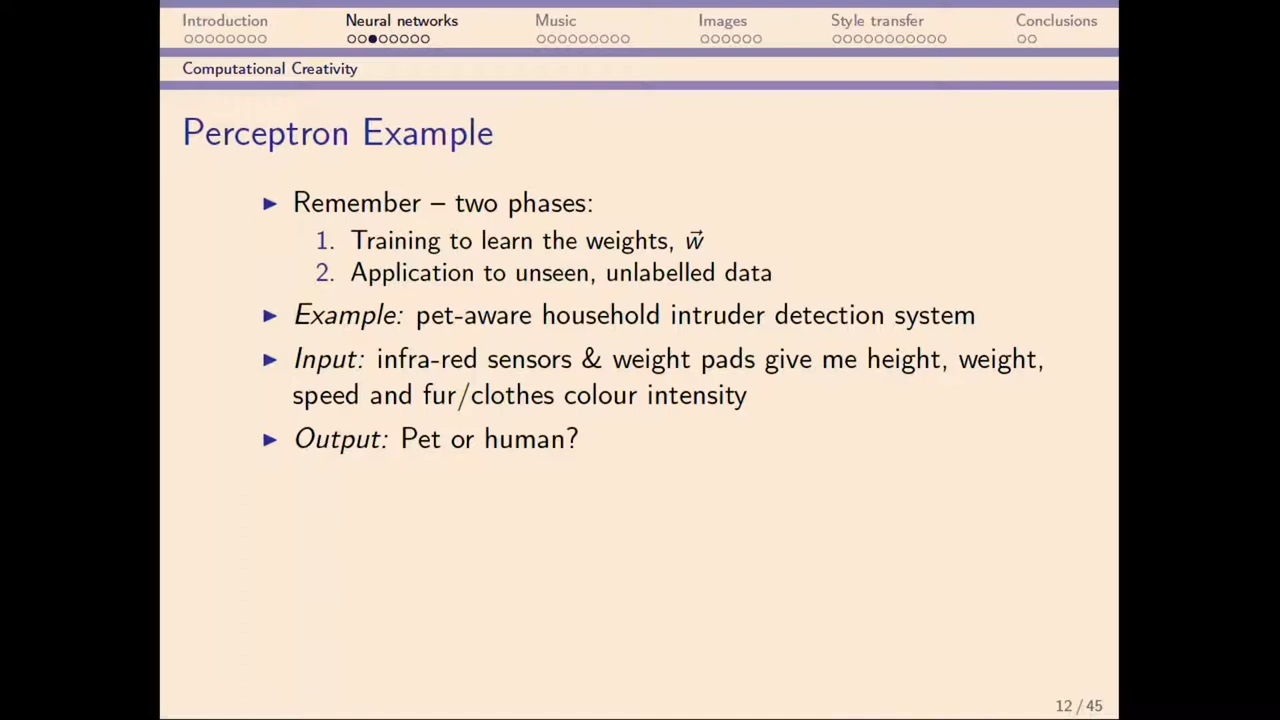 Introduction Neural networks Music Images Style transfer Conclusions
Computational Creativity
Perceptron Example
▶ Remember – two phases:
1. Training to learn the weights, w⃗
2. Application to unseen, unlabelled data
▶ Example: pet-aware household intruder detection system
▶ Input: infra-red sensors & weight pads give me height, weight,
speed and fur/clothes colour intensity
▶ Output: Pet or human?
12 / 45